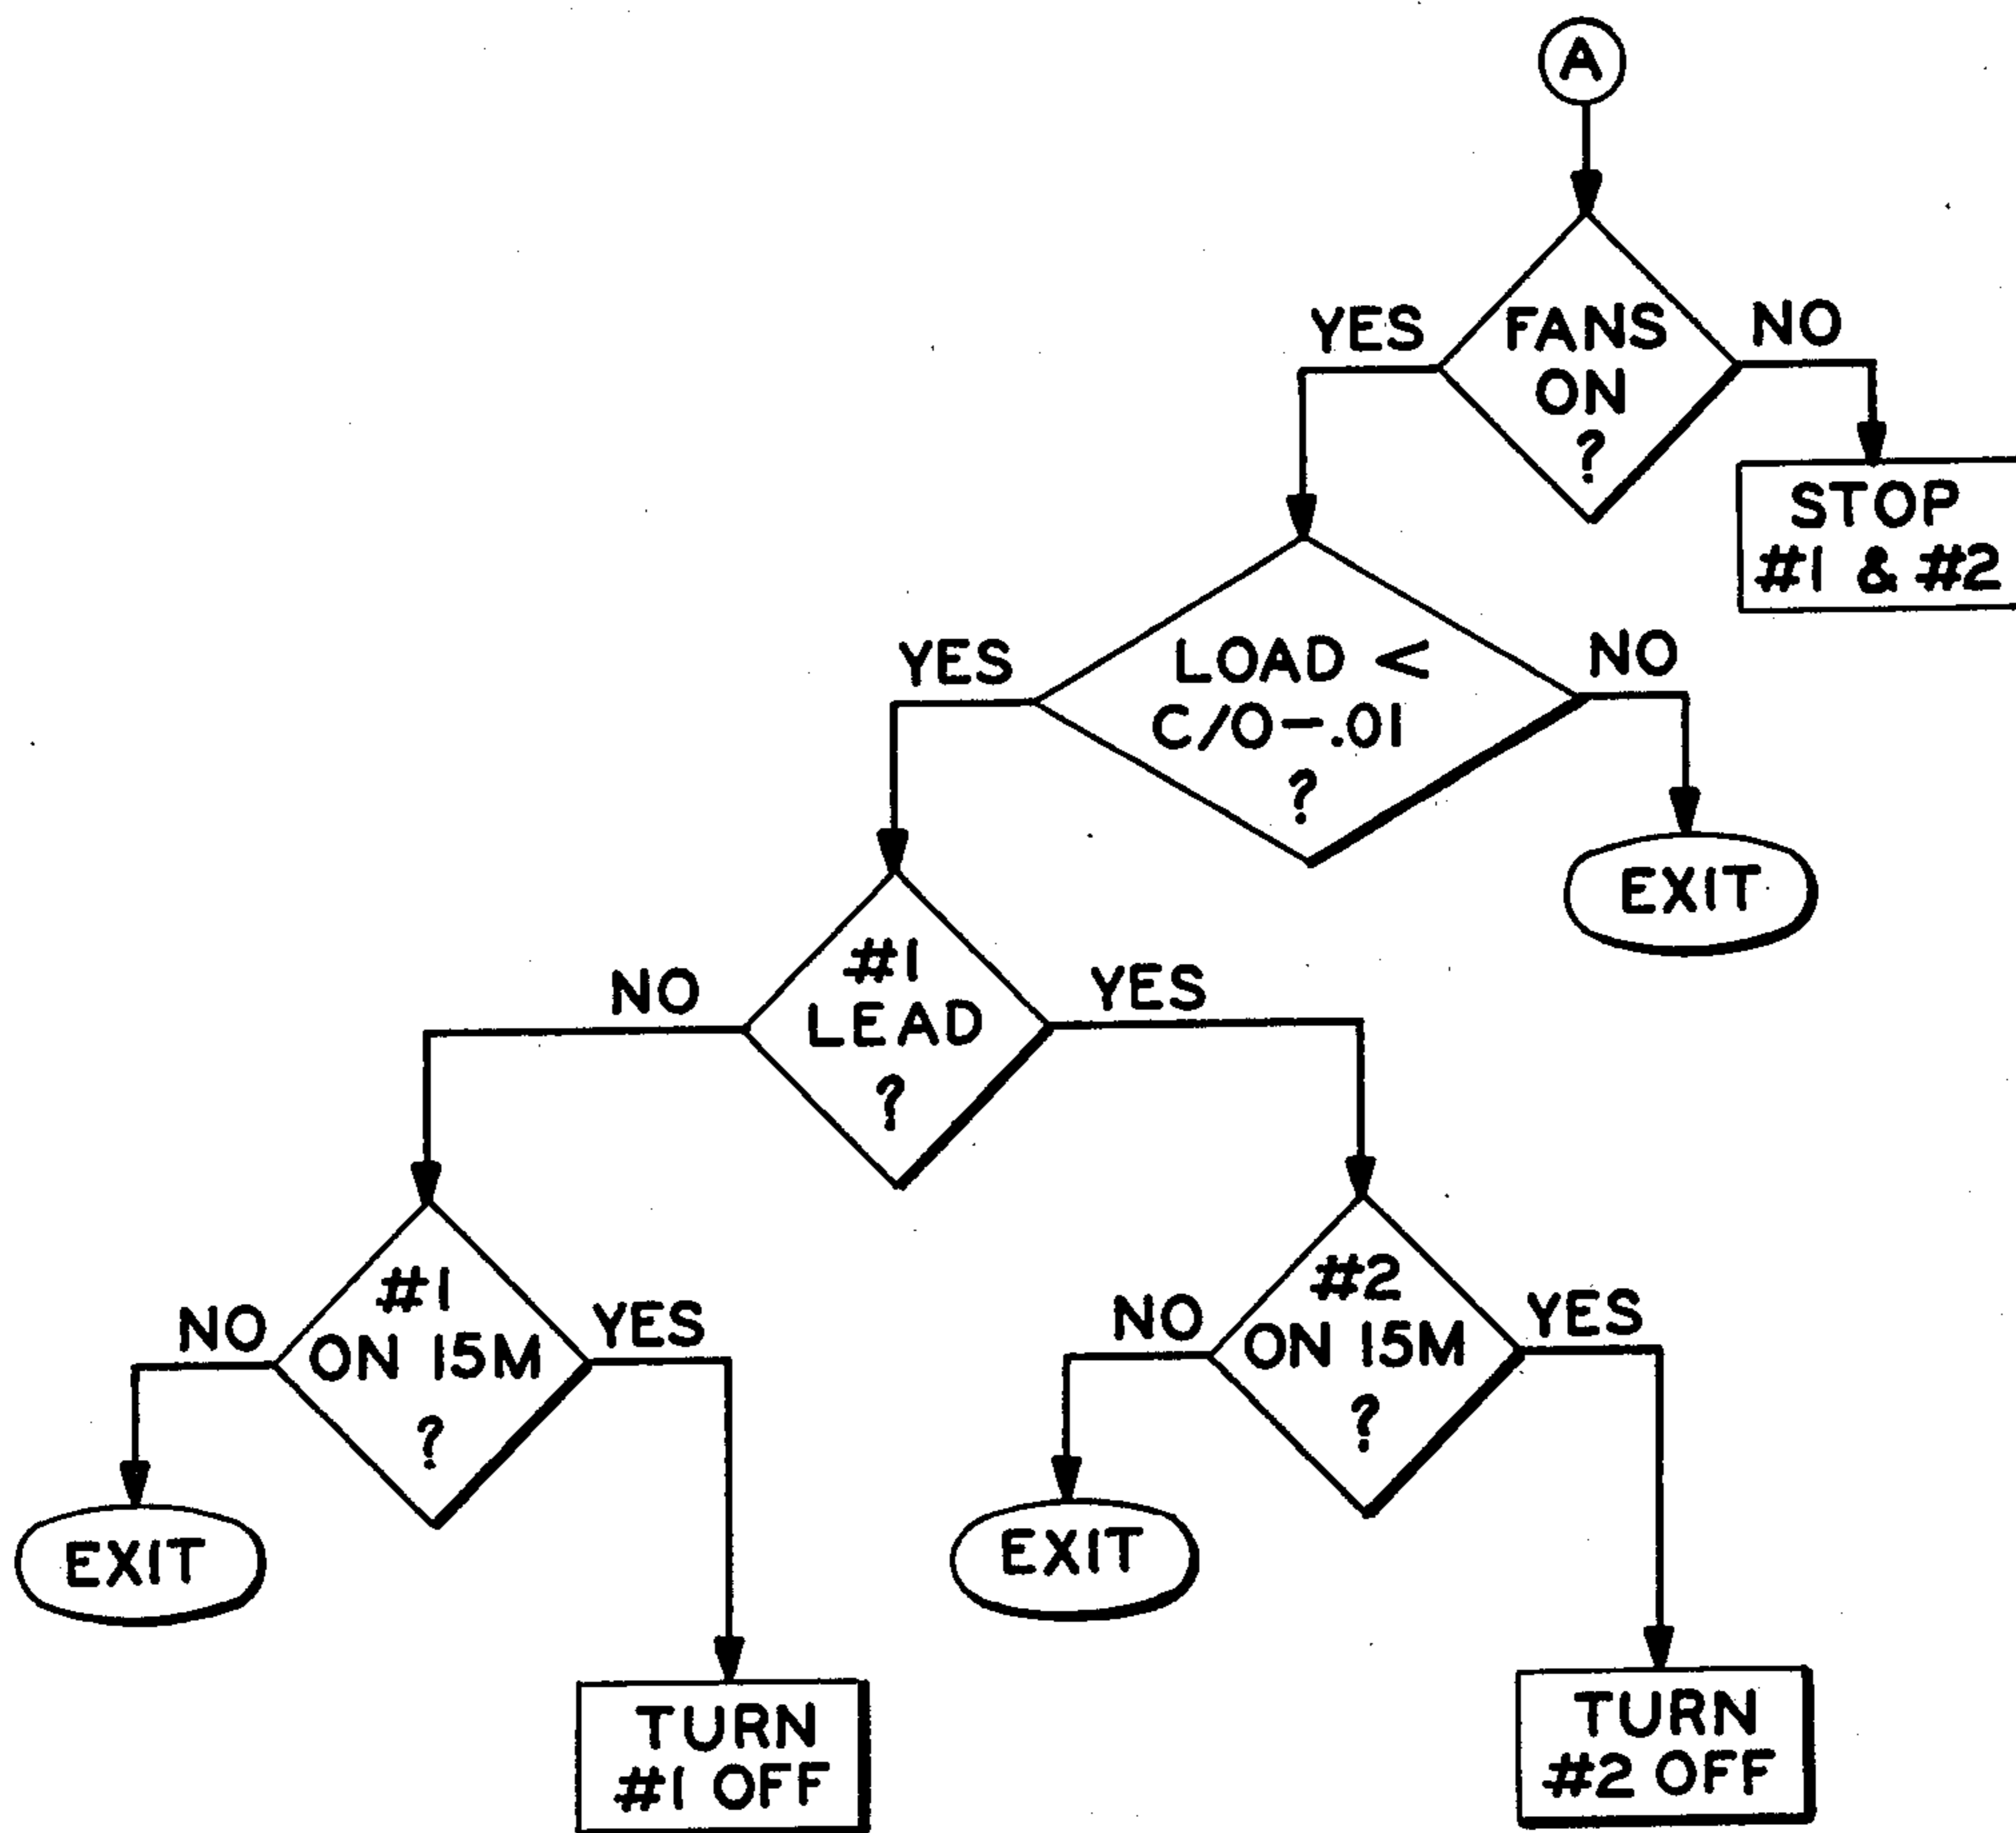 A
YES
FANS
ON
?
NO
STOP
#1 & #2
YES
LOAD <
C/O-.01
?
NO
EXIT
NO
#1
LEAD
?
YES
NO
#1
ON 15M
?
YES
NO
#2
ON 15M
?
YES
EXIT
EXIT
TURN
#1 OFF
TURN
#2 OFF